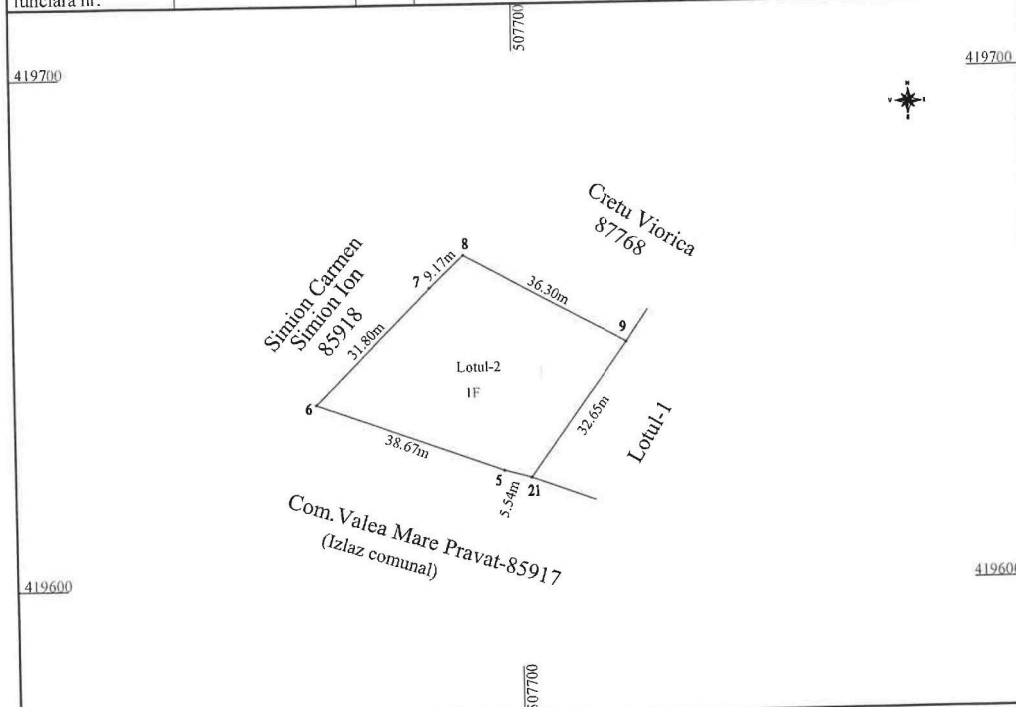 funciara nr.
507700
419700
419700
N
V
S
Cretu Viorica
87768
Simion Carmen
Simion Ion
85918
8
7
9.17m
36.30m
9
31.80m
Lotul-2
1F
32.65m
Lotul-1
6
38.67m
5
21
5.54m
Com.Valea Mare Pravat-85917
(Izlaz comunal)
419600
419600
507700